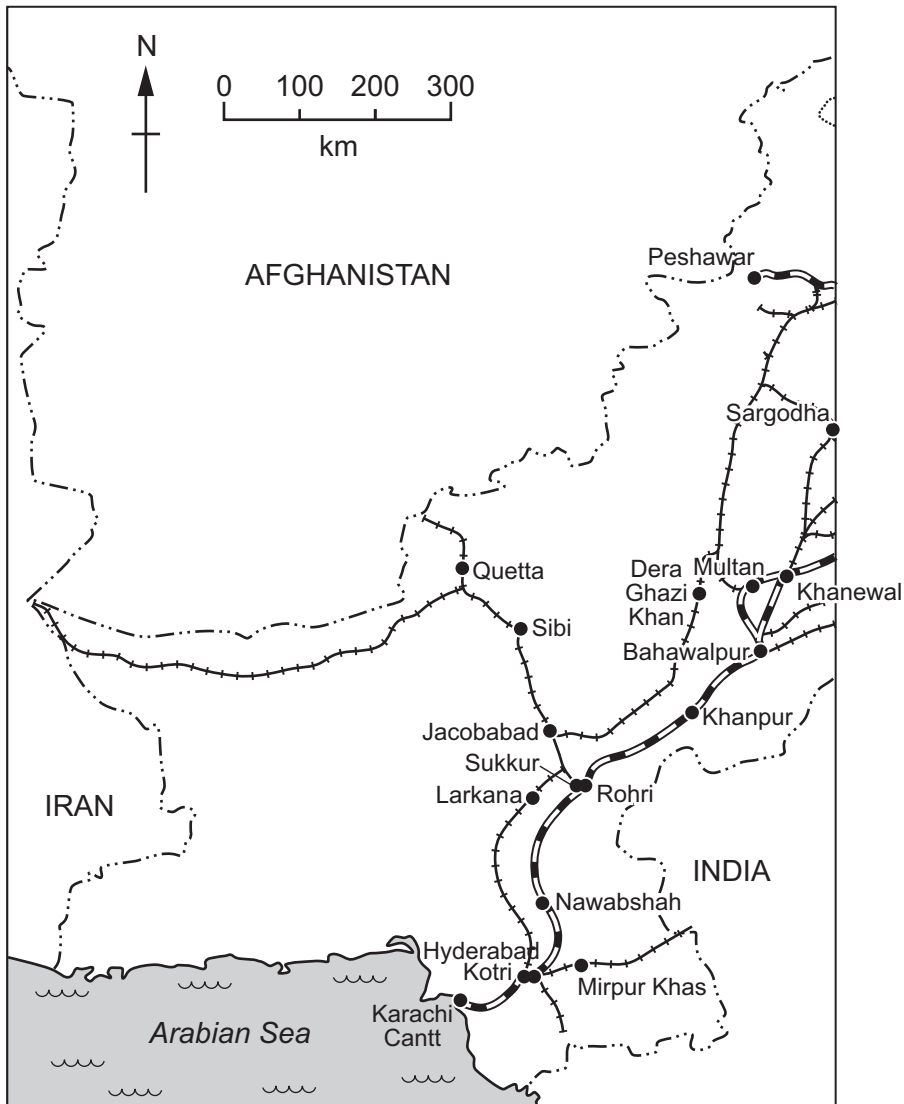 N
0 100 200 300
km
Peshawar
AFGHANISTAN
Sargodha
Quetta
Dera
Ghazi
Khan
Multan
Khanewal
Sibi
Bahawalpur
Khanpur
Jacobabad
Sukkur
Larkana
Rohri
IRAN
INDIA
Nawabshah
Hyderabad
Kotri
Mirpur Khas
Karachi
Cantt
Arabian Sea